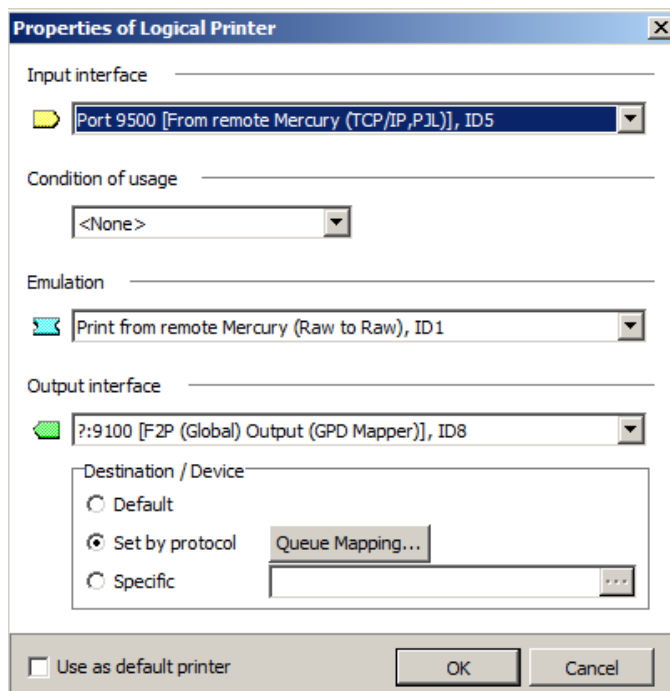 Properties of Logical Printer
Input interface
Port 9500 [From remote Mercury (TCP/IP,PJL)], ID5
Condition of usage
<None>
Emulation
Print from remote Mercury (Raw to Raw), ID1
Output interface
?:9100 [F2P (Global) Output (GPD Mapper)], ID8
Destination / Device
Default
Set by protocol Queue Mapping...
Specific ...
Use as default printer OK Cancel